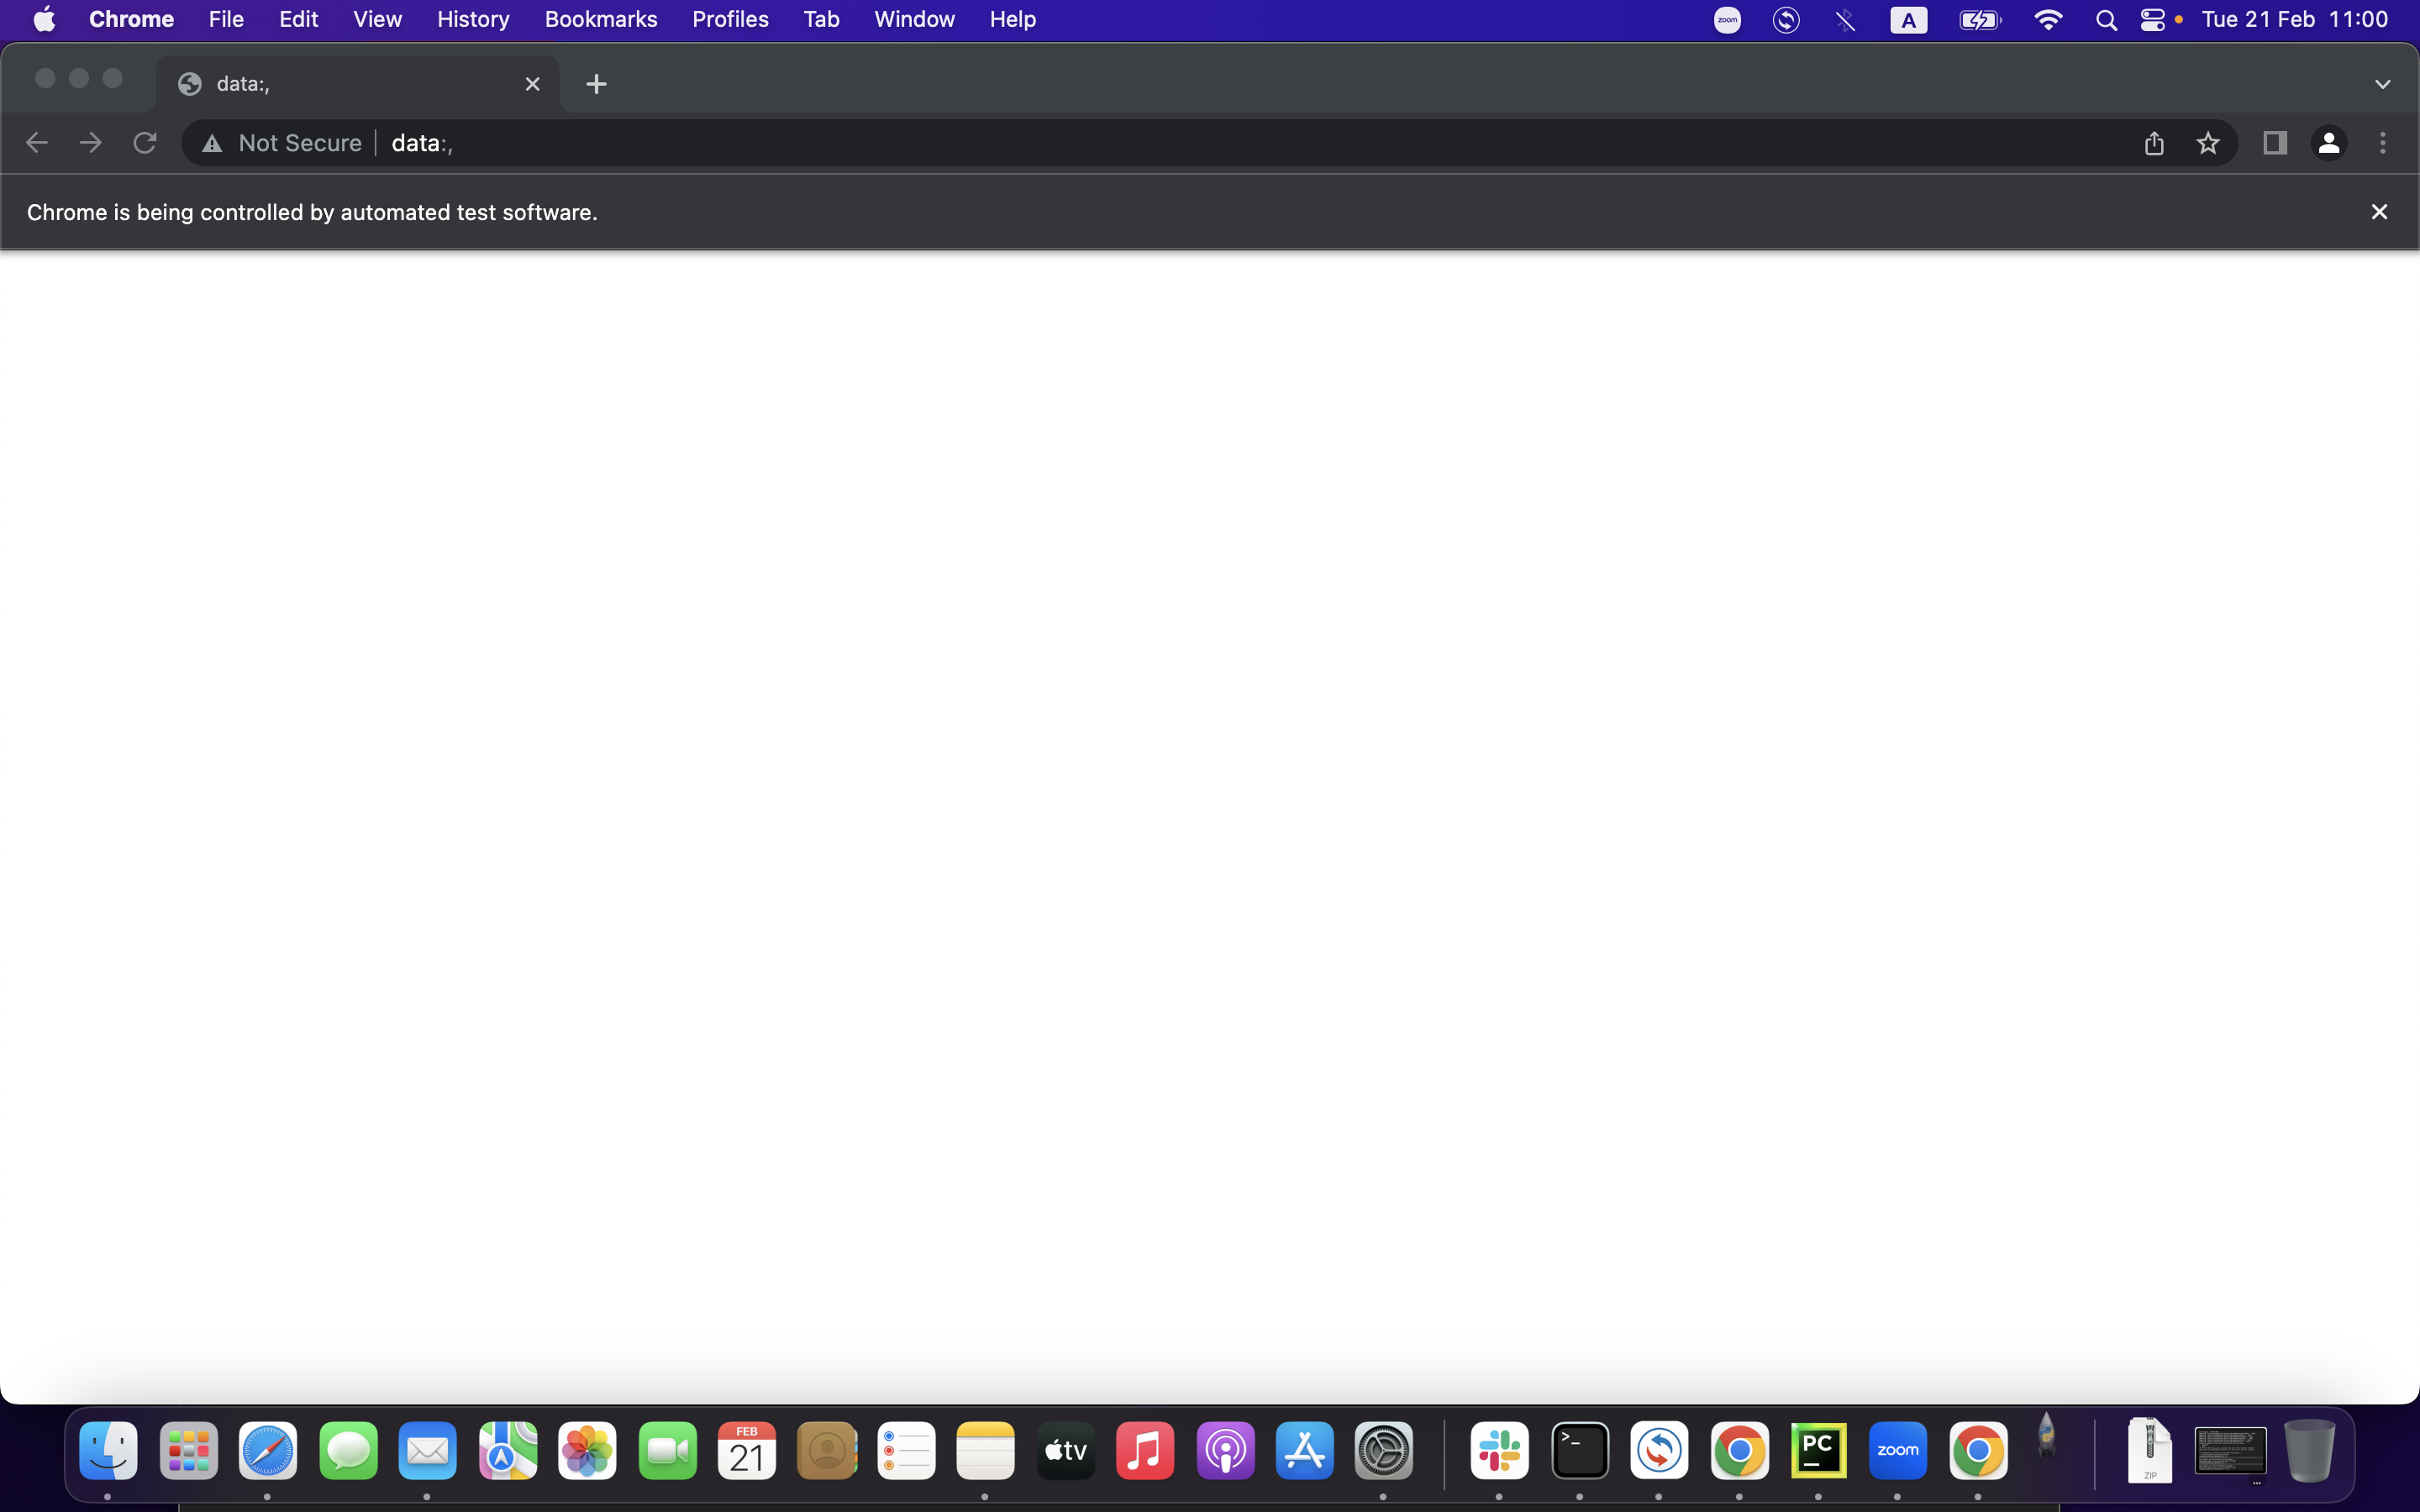 Chrome File Edit View History Bookmarks Profiles Tab Window Help zoom A Tue 21 Feb 11:00
data:,
Not Secure data:,
Chrome is being controlled by automated test software.
FEB
21
tv
>_
PC
zoom
ZIP